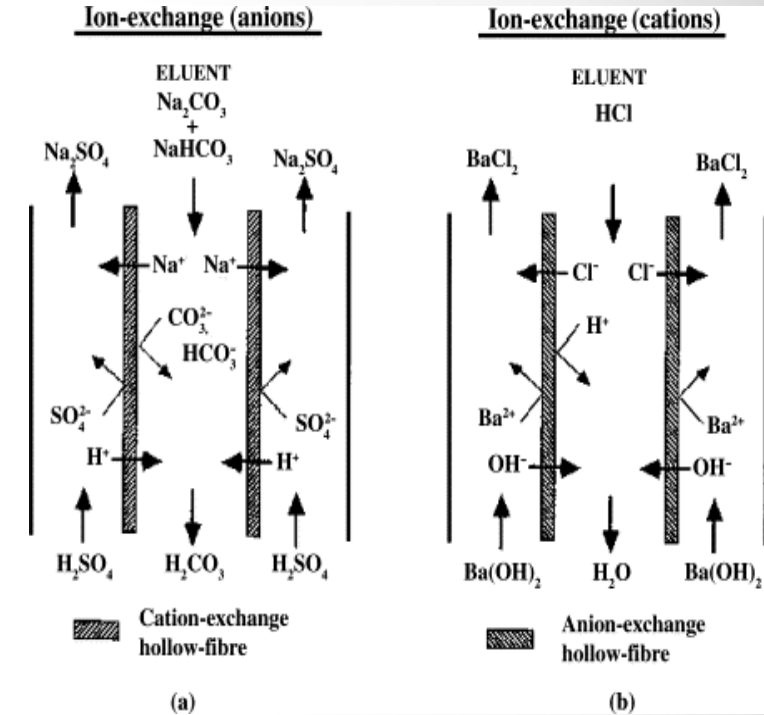 Ion-exchange (anions)
ELUENT
Na₂CO₃
+
NaHCO₃
Na₂SO₄
Na₂SO₄
Na⁺
Na⁺
CO₃²⁻,
HCO₃⁻
SO₄²⁻
SO₄²⁻
H⁺
H⁺
H₂SO₄
H₂CO₃
H₂SO₄
Cation-exchange
hollow-fibre
(a)
Ion-exchange (cations)
ELUENT
HCl
BaCl₂
BaCl₂
Cl⁻
Cl⁻
H⁺
Ba²⁺
Ba²⁺
OH⁻
OH⁻
Ba(OH)₂
H₂O
Ba(OH)₂
Anion-exchange
hollow-fibre
(b)